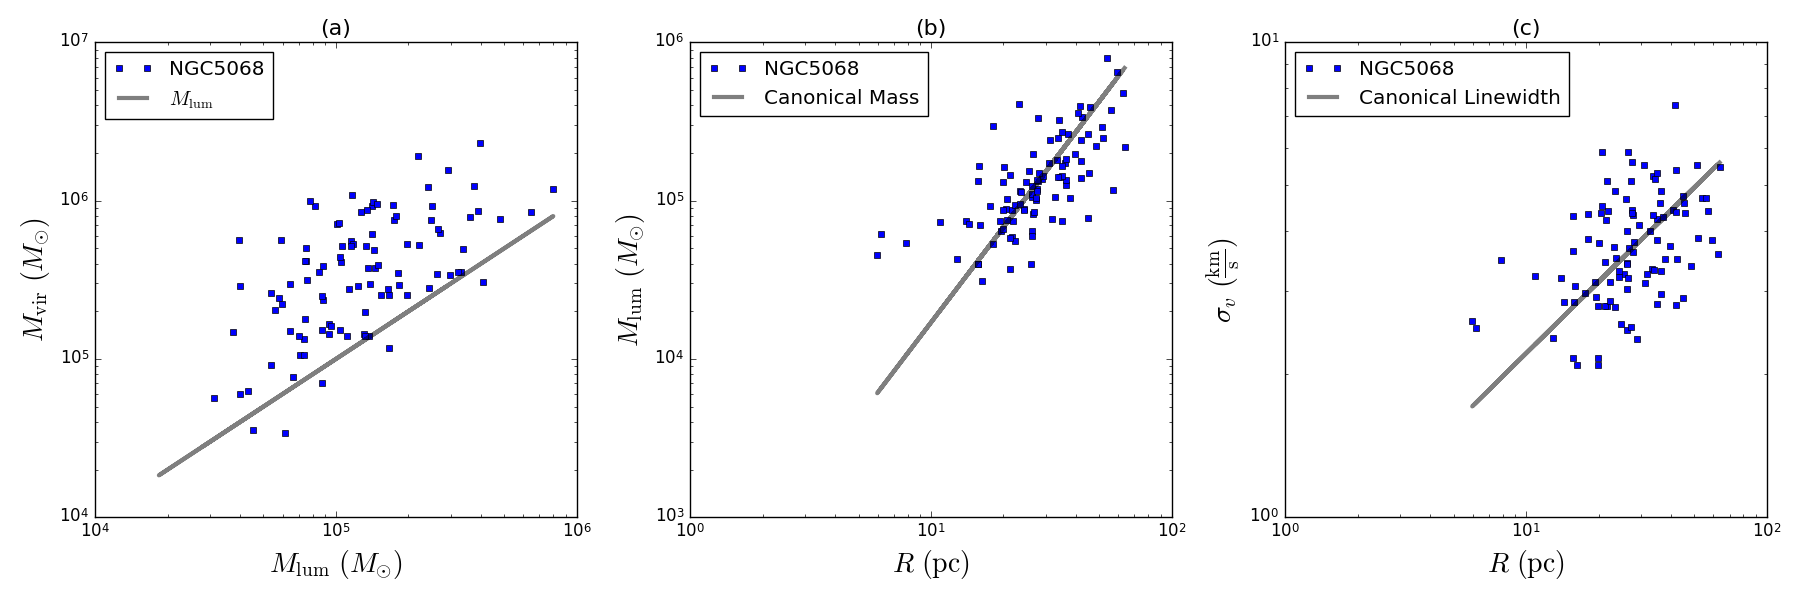 (a)
NGC5068
M_lum
10^7
10^6
10^5
10^4
M_vir (M_⊙)
10^4
10^5
10^6
M_lum (M_⊙)
(b)
NGC5068
Canonical Mass
10^6
10^5
10^4
10^3
M_lum (M_⊙)
10^0
10^1
10^2
R (pc)
(c)
NGC5068
Canonical Linewidth
10^1
10^0
σ_v (km/s)
10^0
10^1
10^2
R (pc)